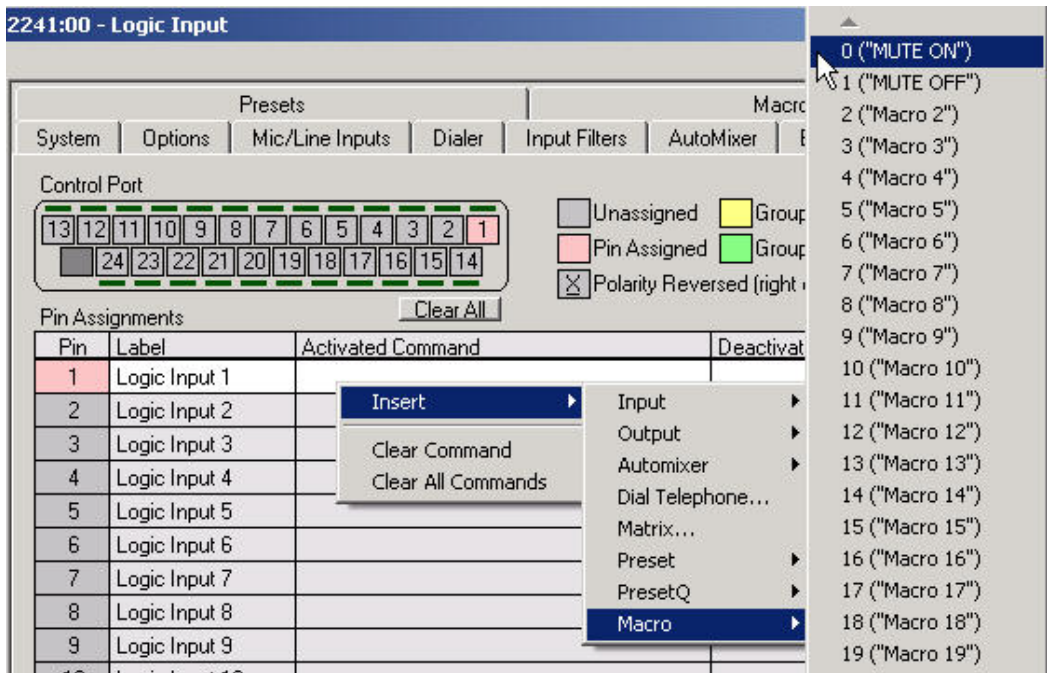 2241:00 - Logic Input
Presets
System Options Mic/Line Inputs Dialer Input Filters AutoMixer
Control Port
13 12 11 10 9 8 7 6 5 4 3 2 1
24 23 22 21 20 19 18 17 16 15 14
Unassigned
Pin Assigned
X Polarity Reversed (right
Clear All
Pin Assignments
Pin Label Activated Command
1 Logic Input 1
2 Logic Input 2
3 Logic Input 3
4 Logic Input 4
5 Logic Input 5
6 Logic Input 6
7 Logic Input 7
8 Logic Input 8
9 Logic Input 9
Insert
Clear Command
Clear All Commands
Input
Output
Automixer
Dial Telephone...
Matrix...
Preset
PresetQ
Macro
0 ("MUTE ON")
1 ("MUTE OFF")
2 ("Macro 2")
3 ("Macro 3")
4 ("Macro 4")
5 ("Macro 5")
6 ("Macro 6")
7 ("Macro 7")
8 ("Macro 8")
9 ("Macro 9")
10 ("Macro 10")
11 ("Macro 11")
12 ("Macro 12")
13 ("Macro 13")
14 ("Macro 14")
15 ("Macro 15")
16 ("Macro 16")
17 ("Macro 17")
18 ("Macro 18")
19 ("Macro 19")